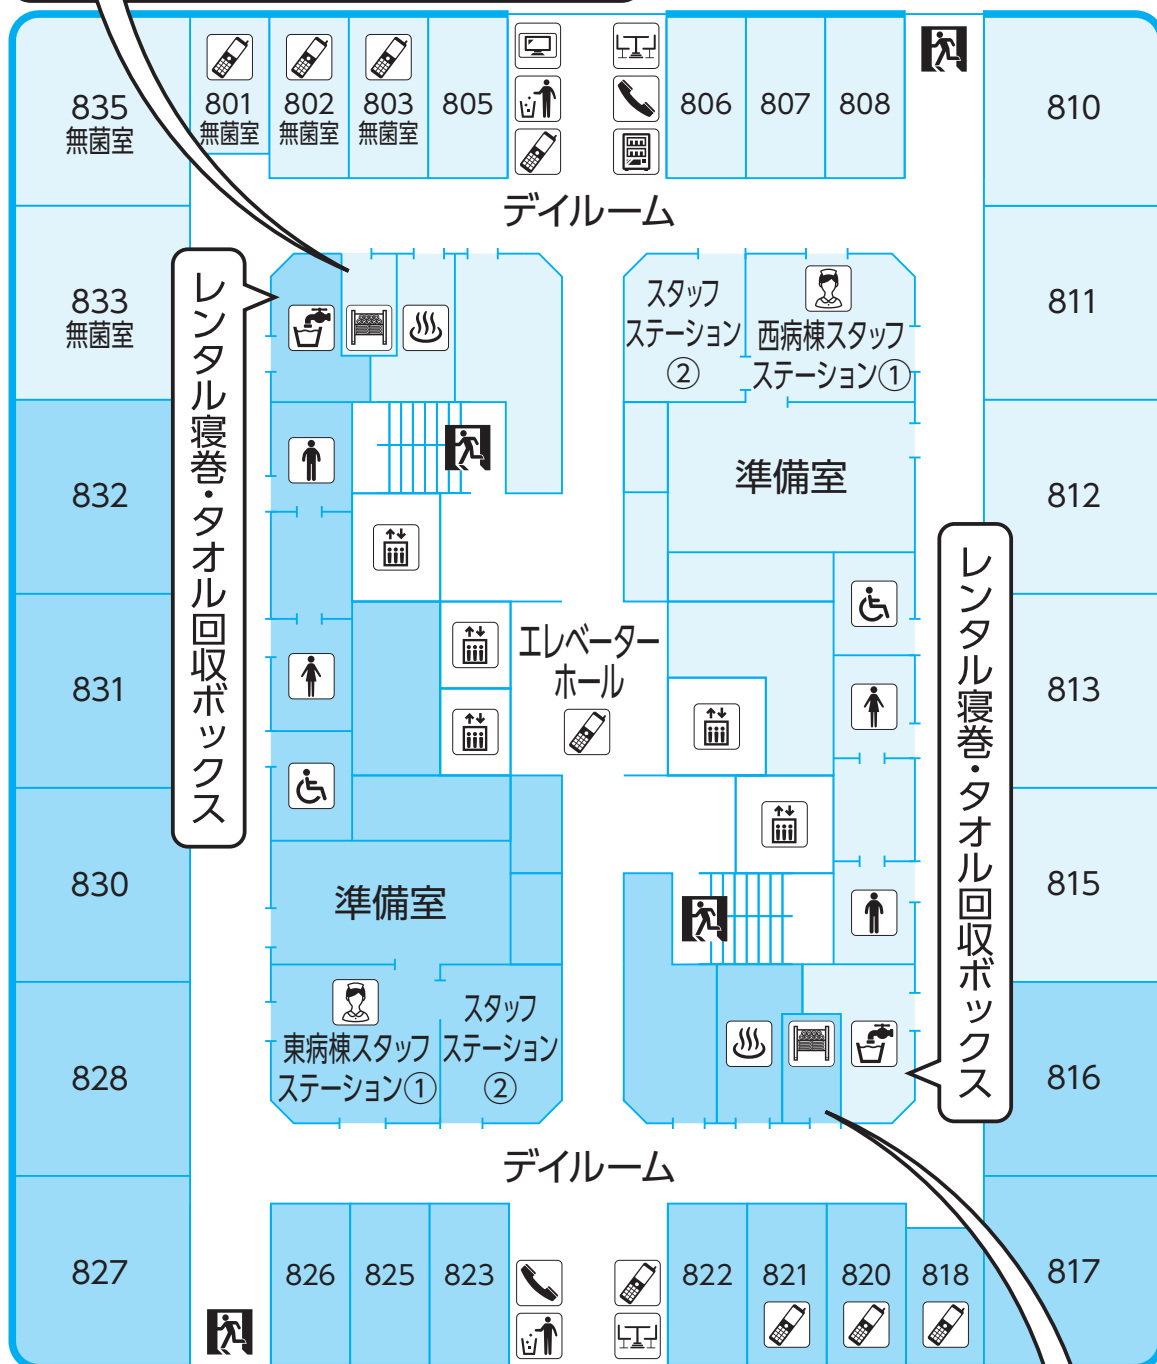 835
無菌室
801
無菌室
802
無菌室
803
無菌室
805
806
807
808
810
デイルーム
833
無菌室
レンタル寝巻・タオル回収ボックス
スタッフ
ステーション
②
西病棟スタッフ
ステーション①
811
832
準備室
812
831
エレベーター
ホール
レンタル寝巻・タオル回収ボックス
813
830
準備室
815
828
東病棟スタッフ
ステーション①
スタッフ
ステーション
②
816
デイルーム
827
826
825
823
822
821
820
818
817